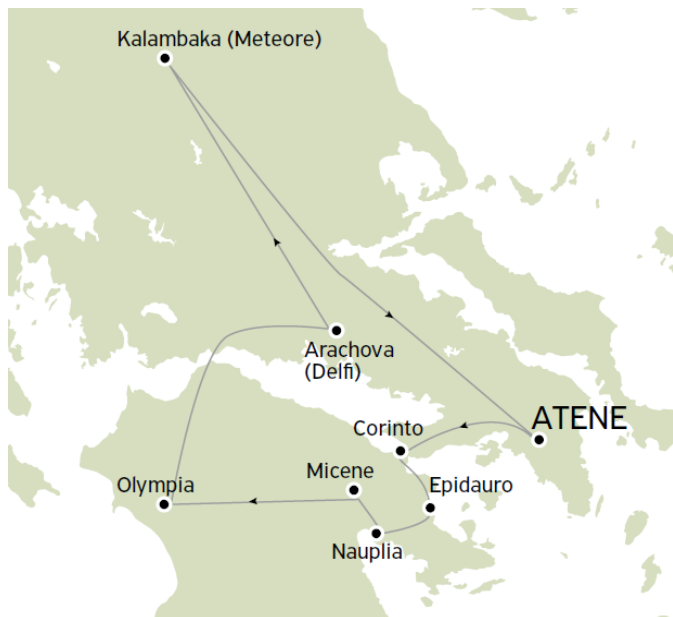 Kalambaka (Meteore)
Arachova
(Delfi)
ATENE
Corinto
Micene
Epidauro
Olympia
Nauplia